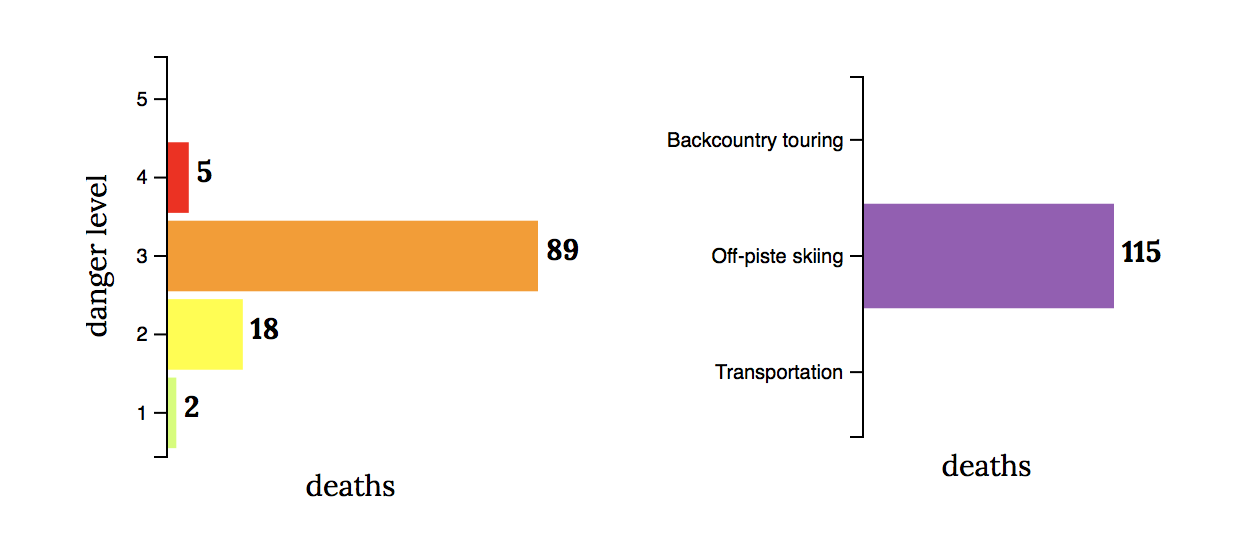 5
4
5
3
89
2
18
1
2
danger level
deaths
Backcountry touring
Off-piste skiing
115
Transportation
deaths